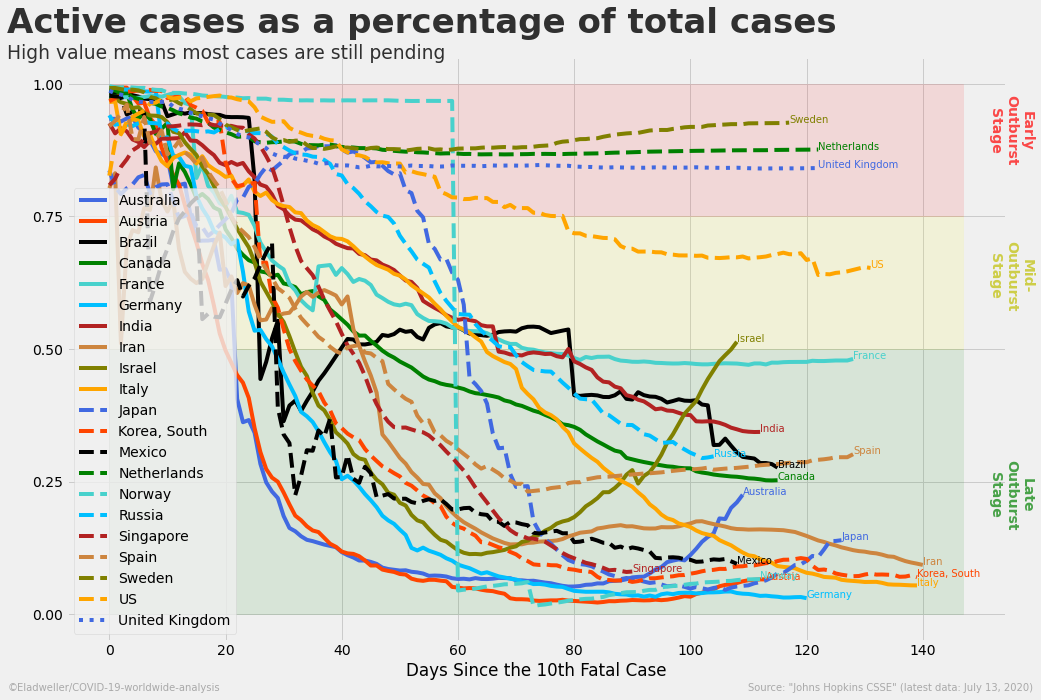 Active cases as a percentage of total cases
High value means most cases are still pending
1.00
0.75
0.50
0.25
0.00
Early
Outburst
Stage
Mid-
Outburst
Stage
Late
Outburst
Stage
Australia
Austria
Brazil
Canada
France
Germany
India
Iran
Israel
Italy
Japan
Korea, South
Mexico
Netherlands
Norway
Russia
Singapore
Spain
Sweden
US
United Kingdom
Sweden
Netherlands
United Kingdom
US
Israel
France
India
Russia
Spain
Brazil
Canada
Australia
Japan
Mexico
Iran
Singapore
Norway
Austria
Korea, South
Italy
Germany
0
20
40
60
80
100
120
140
Days Since the 10th Fatal Case
©Eladweller/COVID-19-worldwide-analysis
Source: "Johns Hopkins CSSE" (latest data: July 13, 2020)